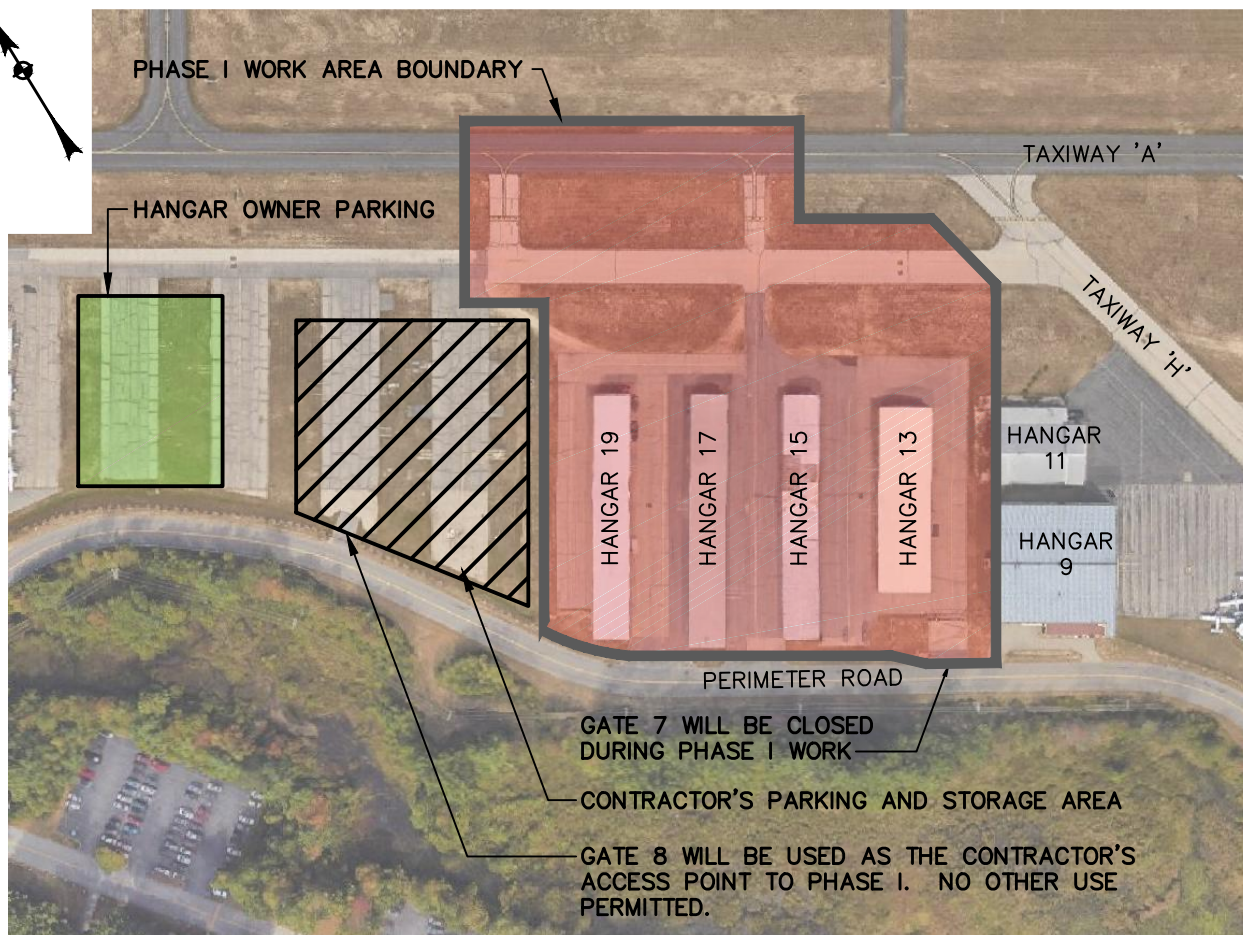 PHASE I WORK AREA BOUNDARY
TAXIWAY 'A'
HANGAR OWNER PARKING
TAXIWAY 'H'
HANGAR 19
HANGAR 17
HANGAR 15
HANGAR 13
HANGAR
11
HANGAR
9
PERIMETER ROAD
GATE 7 WILL BE CLOSED
DURING PHASE I WORK
CONTRACTOR'S PARKING AND STORAGE AREA
GATE 8 WILL BE USED AS THE CONTRACTOR'S
ACCESS POINT TO PHASE I. NO OTHER USE
PERMITTED.